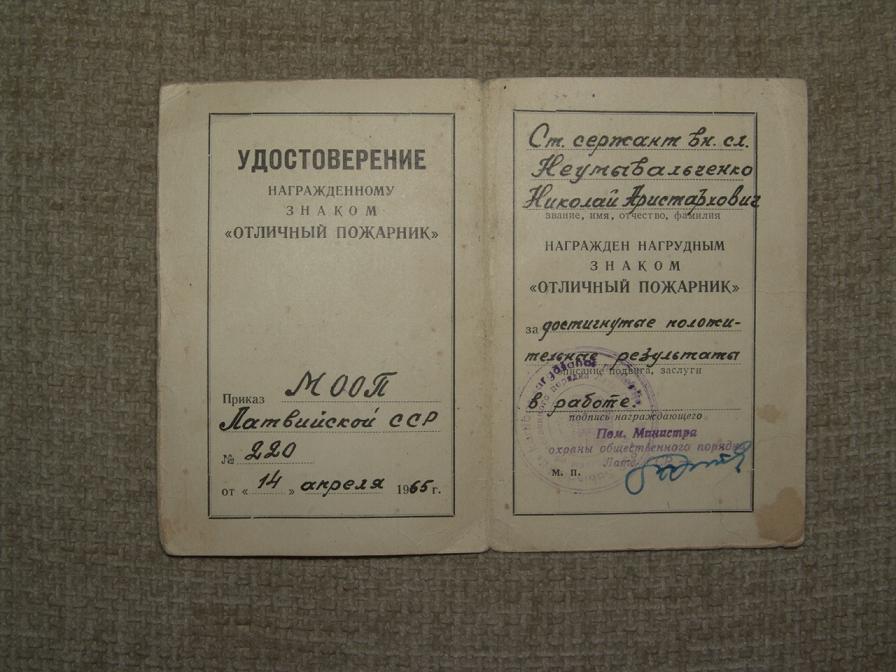 УДОСТОВЕРЕНИЕ
НАГРАЖДЕННОМУ
ЗНАКОМ
«ОТЛИЧНЫЙ ПОЖАРНИК»
Приказ МООП
Латвийской ССР
№ 220
от « 14 » апреля 1965 г.
Ст. сержант вн. сл.
Неумывальченко
Николай Аристархович
звание, имя, отчество, фамилия
НАГРАЖДЕН НАГРУДНЫМ
ЗНАКОМ
«ОТЛИЧНЫЙ ПОЖАРНИК»
за достигнутые положи-
тельные результаты
описание подвига, заслуги
в работе.
подпись награждающего
Пом. Министра
охраны общественного порядка
м. п.